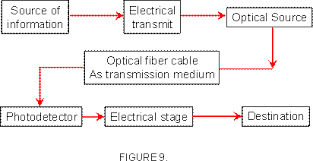 Source of
information
Electrical
transmit
Optical Source
Optical fiber cable
As transmission medium
Photodetector
Electrical stage
Destination
FIGURE 9.